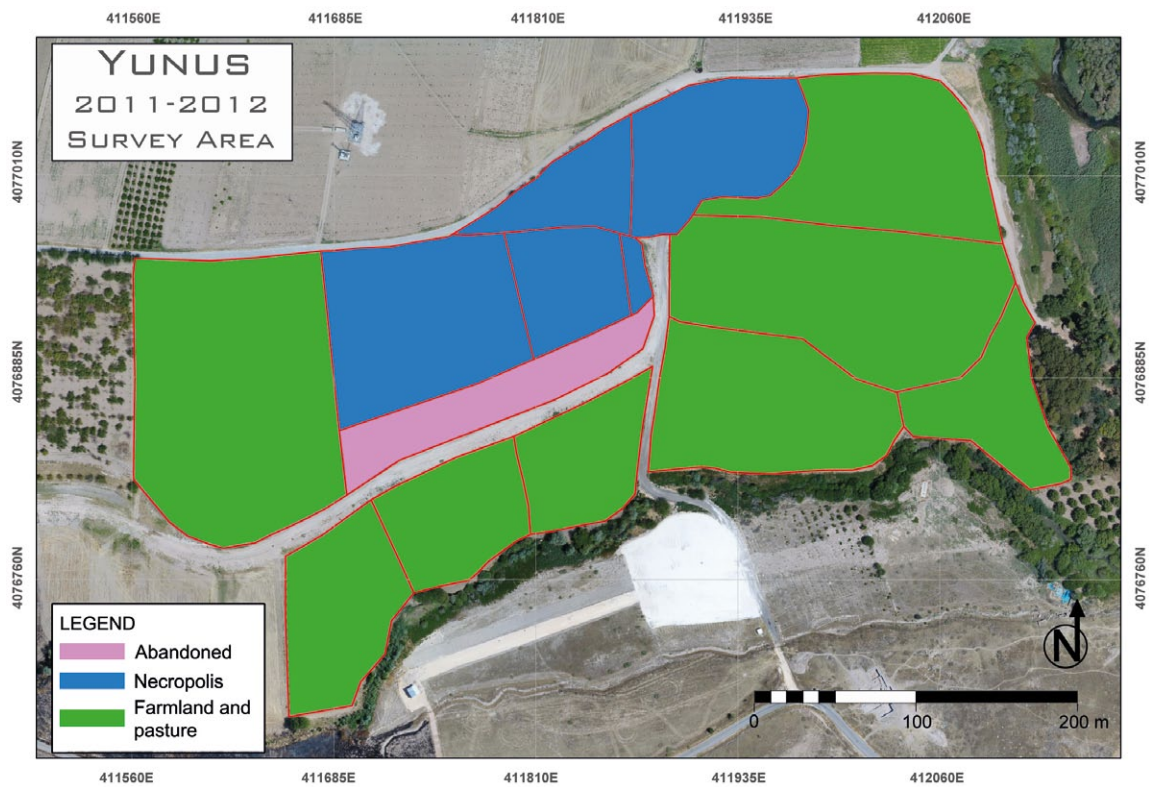 411560E 411685E 411810E 411935E 412060E
YUNUS
2011-2012
SURVEY AREA
4077010N 4077010N
4076885N 4076885N
4076760N 4076760N
LEGEND
Abandoned
Necropolis
Farmland and
pasture
N
0 100 200 m
411560E 411685E 411810E 411935E 412060E